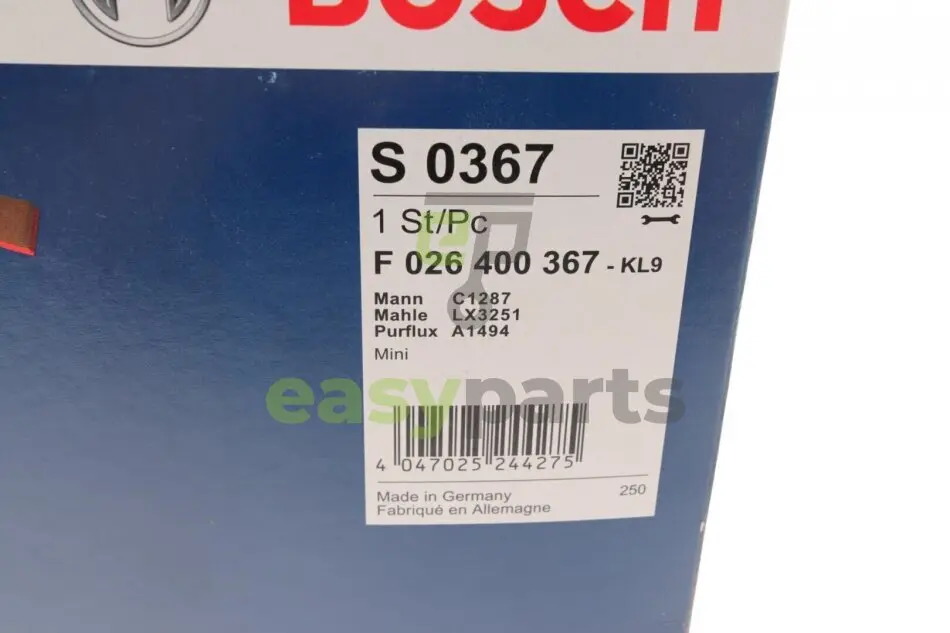 BOSCH
S 0367
1 St/Pc
F 026 400 367 - KL9
Mann C1287
Mahle LX3251
Purflux A1494
Mini
easyparts
4 047025 244275
Made in Germany 250
Fabriqué en Allemagne